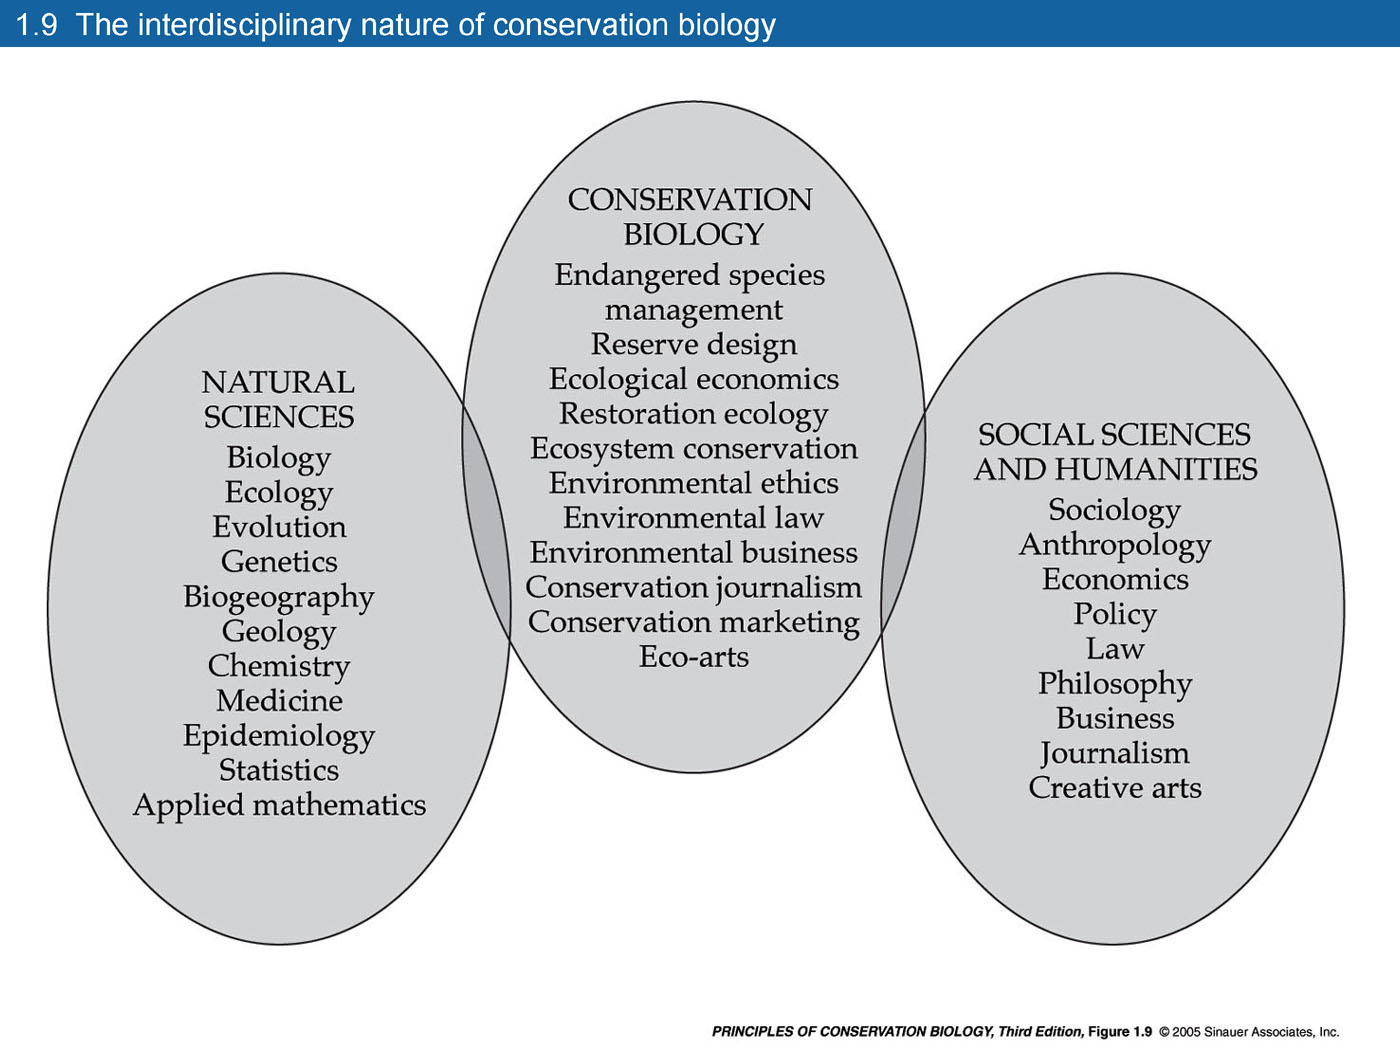 1.9 The interdisciplinary nature of conservation biology
CONSERVATION
BIOLOGY
Endangered species
management
Reserve design
Ecological economics
Restoration ecology
Ecosystem conservation
Environmental ethics
Environmental law
Environmental business
Conservation journalism
Conservation marketing
Eco-arts
NATURAL
SCIENCES
Biology
Ecology
Evolution
Genetics
Biogeography
Geology
Chemistry
Medicine
Epidemiology
Statistics
Applied mathematics
SOCIAL SCIENCES
AND HUMANITIES
Sociology
Anthropology
Economics
Policy
Law
Philosophy
Business
Journalism
Creative arts
PRINCIPLES OF CONSERVATION BIOLOGY, Third Edition, Figure 1.9 © 2005 Sinauer Associates, Inc.